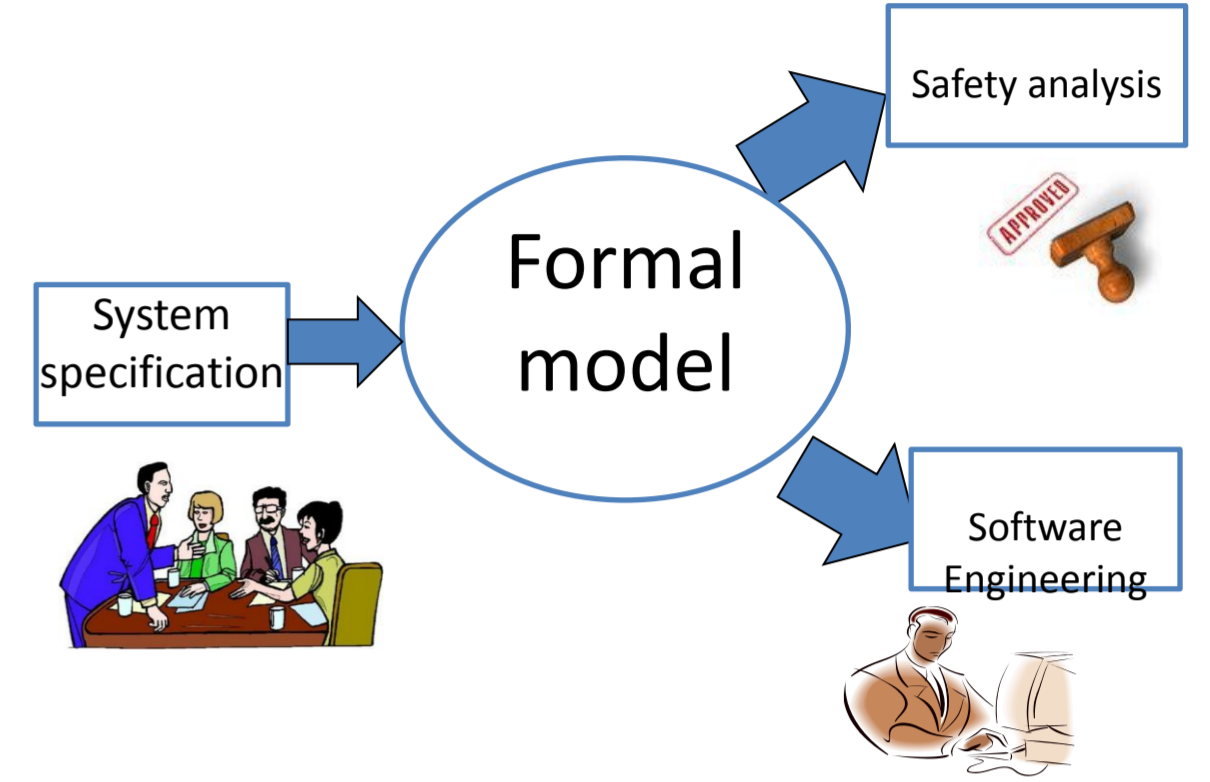 Safety analysis
APPROVED
Formal
model
System
specification
Software
Engineering